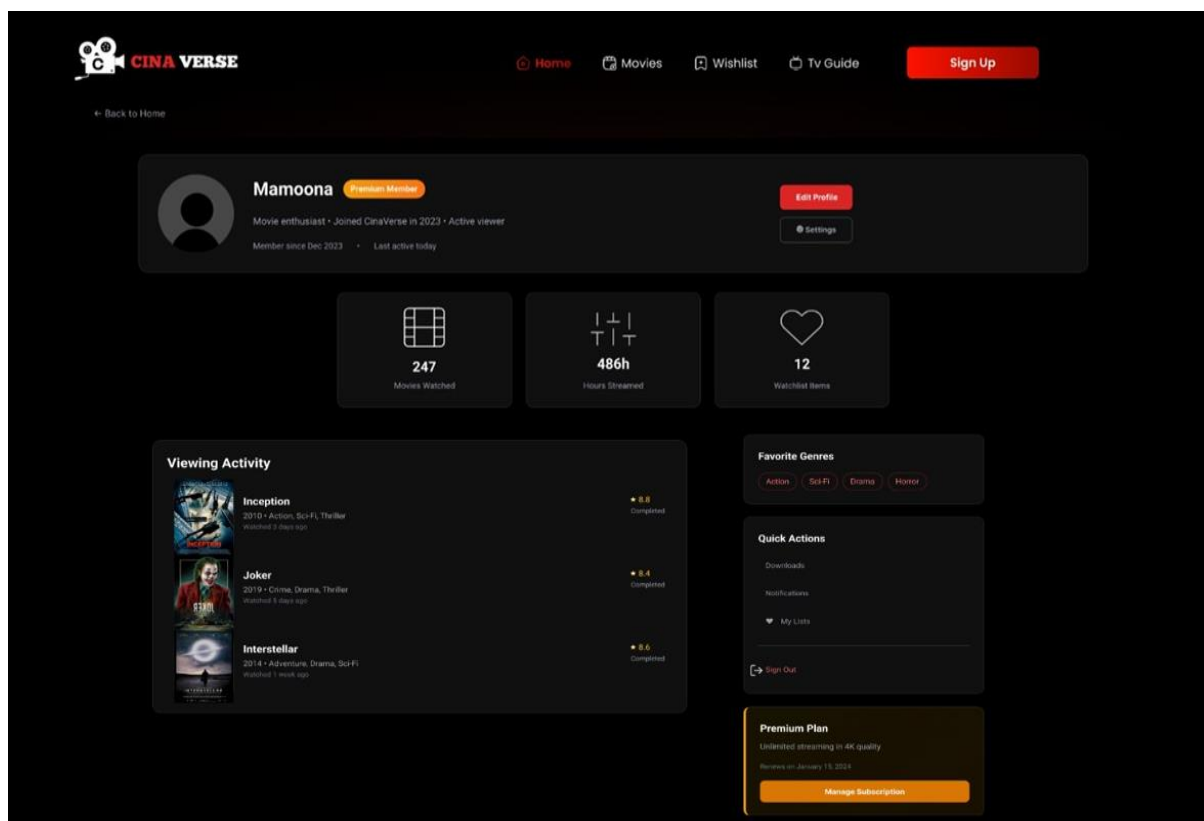 CINA VERSE
Home
Movies
Wishlist
Tv Guide
Sign Up
← Back to Home
Mamoona
Premium Member
Movie enthusiast • Joined CinaVerse in 2023 • Active viewer
Member since Dec 2023 • Last active today
Edit Profile
Settings
247
Movies Watched
486h
Hours Streamed
12
Watchlist Items
Viewing Activity
INCEPTION
Inception
2010 • Action, Sci-Fi, Thriller
Watched 3 days ago
★ 8.8
Completed
JOKER
Joker
2019 • Crime, Drama, Thriller
Watched 5 days ago
★ 8.4
Completed
INTERSTELLAR
Interstellar
2014 • Adventure, Drama, Sci-Fi
Watched 1 week ago
★ 8.6
Completed
Favorite Genres
Action
Sci-Fi
Drama
Horror
Quick Actions
Downloads
Notifications
My Lists
Sign Out
Premium Plan
Unlimited streaming in 4K quality
Renews on January 15, 2024
Manage Subscription